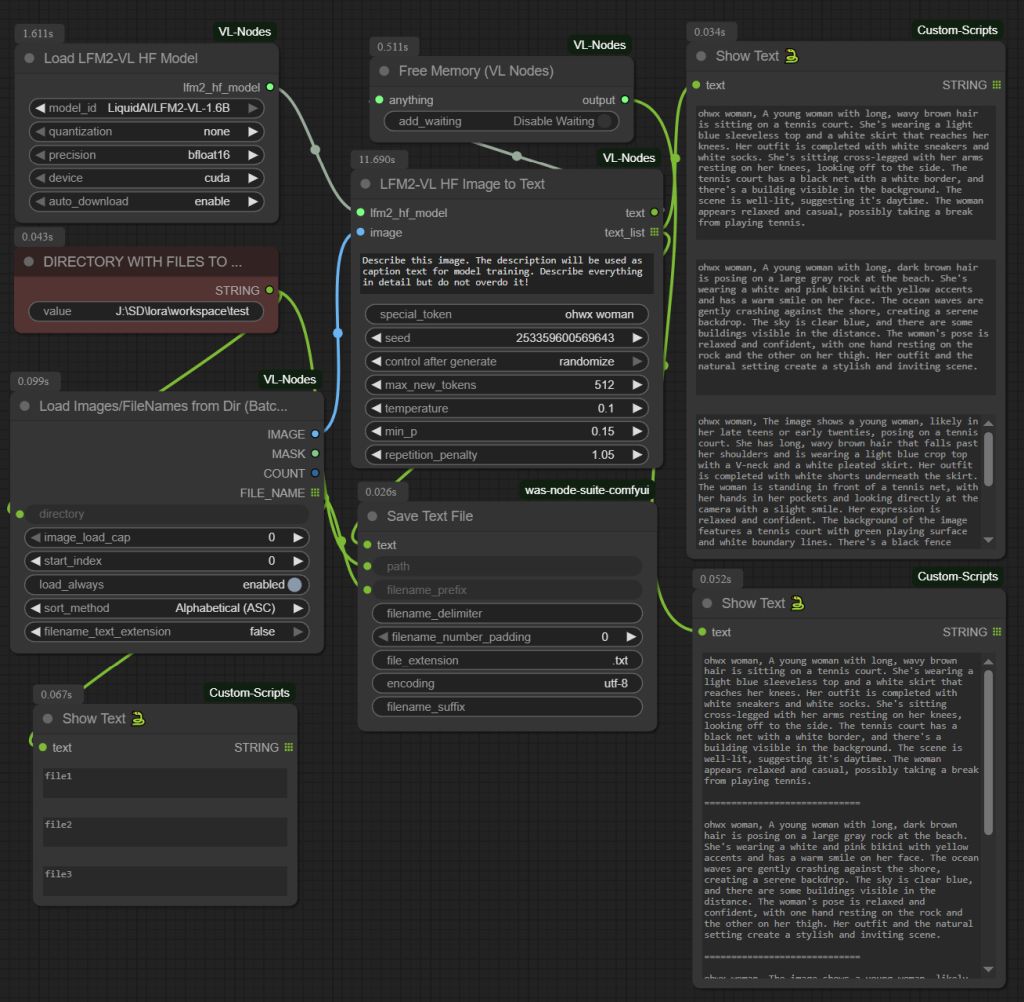 1.611s
VL-Nodes
Load LFM2-VL HF Model
lfm2_hf_model
model_id LiquidAI/LFM2-VL-1.6B
quantization none
precision bfloat16
device cuda
auto_download enable
0.043s
DIRECTORY WITH FILES TO ...
STRING
value J:\SD\lora\workspace\test
0.099s
VL-Nodes
Load Images/FileNames from Dir (Batc...
IMAGE
MASK
COUNT
FILE_NAME
directory
image_load_cap 0
start_index 0
load_always enabled
sort_method Alphabetical (ASC)
filename_text_extension false
0.067s
Custom-Scripts
Show Text
text STRING
file1
file2
file3
0.511s
VL-Nodes
Free Memory (VL Nodes)
anything output
add_waiting Disable Waiting
11.690s
VL-Nodes
LFM2-VL HF Image to Text
lfm2_hf_model text
image text_list
Describe this image. The description will be used as
caption text for model training. Describe everything
in detail but do not overdo it!
special_token ohwx woman
seed 253359600569643
control after generate randomize
max_new_tokens 512
temperature 0.1
min_p 0.15
repetition_penalty 1.05
0.026s
was-node-suite-comfyui
Save Text File
text
path
filename_prefix
filename_delimiter
filename_number_padding 0
file_extension .txt
encoding utf-8
filename_suffix
0.034s
Custom-Scripts
Show Text
text STRING
ohwx woman, A young woman with long, wavy brown hair
is sitting on a tennis court. She's wearing a light
blue sleeveless top and a white skirt that reaches her
knees. Her outfit is completed with white sneakers and
white socks. She's sitting cross-legged with her arms
resting on her knees, looking off to the side. The
tennis court has a black net with a white border, and
there's a building visible in the background. The
scene is well-lit, suggesting it's daytime. The woman
appears relaxed and casual, possibly taking a break
from playing tennis.
ohwx woman, A young woman with long, dark brown hair
is posing on a large gray rock at the beach. She's
wearing a white and pink bikini with yellow accents
and has a warm smile on her face. The ocean waves are
gently crashing against the shore, creating a serene
backdrop. The sky is clear blue, and there are some
buildings visible in the distance. The woman's pose is
relaxed and confident, with one hand resting on the
rock and the other on her thigh. Her outfit and the
natural setting create a stylish and inviting scene.
ohwx woman, The image shows a young woman, likely in
her late teens or early twenties, posing on a tennis
court. She has long, wavy brown hair that falls past
her shoulders and is wearing a light blue crop top
with a V-neck and a white pleated skirt. Her outfit
is completed with white shorts underneath the skirt.
The woman is standing in front of a tennis net, with
her hands in her pockets and looking directly at the
camera with a slight smile. Her expression is
relaxed and confident. The background of the image
features a tennis court with green playing surface
and white boundary lines. There's a black fence
0.052s
Custom-Scripts
Show Text
text STRING
ohwx woman, A young woman with long, wavy brown
hair is sitting on a tennis court. She's wearing a
light blue sleeveless top and a white skirt that
reaches her knees. Her outfit is completed with
white sneakers and white socks. She's sitting
cross-legged with her arms resting on her knees,
looking off to the side. The tennis court has a
black net with a white border, and there's a
building visible in the background. The scene is
well-lit, suggesting it's daytime. The woman
appears relaxed and casual, possibly taking a break
from playing tennis.
=============================
ohwx woman, A young woman with long, dark brown
hair is posing on a large gray rock at the beach.
She's wearing a white and pink bikini with yellow
accents and has a warm smile on her face. The ocean
waves are gently crashing against the shore,
creating a serene backdrop. The sky is clear blue,
and there are some buildings visible in the
distance. The woman's pose is relaxed and
confident, with one hand resting on the rock and
the other on her thigh. Her outfit and the natural
setting create a stylish and inviting scene.
=============================
ohwx woman, The image shows a young woman, likely